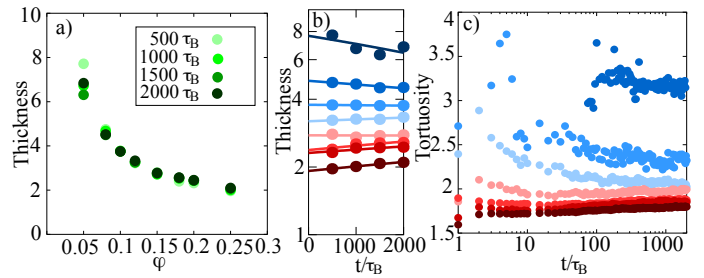 a)
10
8
6
4
2
0
Thickness
0.05
0.1
0.15
0.2
0.25
0.3
φ
500 τB
1000 τB
1500 τB
2000 τB
b)
8
6
4
2
1
Thickness
0
1000
2000
t/τB
c)
4
3.5
3
2.5
2
1.5
Tortuosity
1
10
100
1000
t/τB